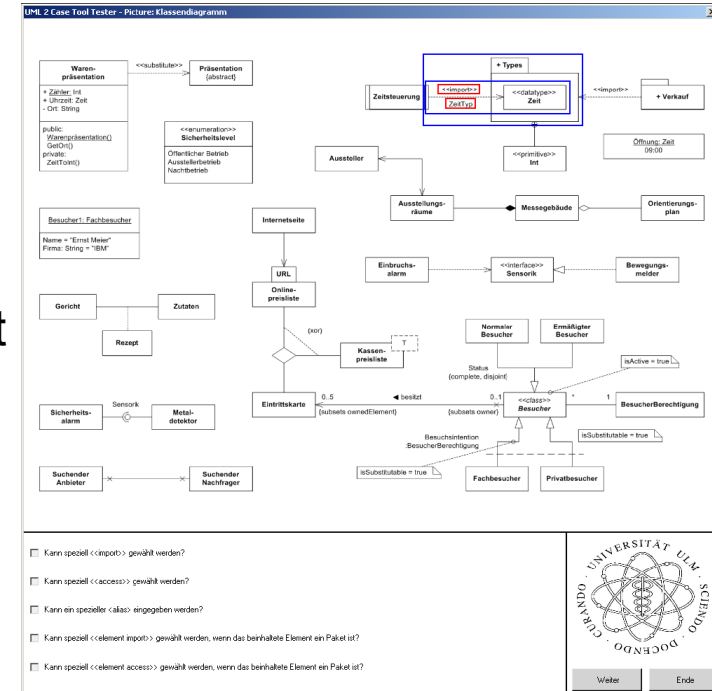 UML 2 Case Tool Tester - Picture: Klassendiagramm
Waren-
präsentation
+ Zähler: Int
+ Uhrzeit: Zeit
- Ort: String
public:
Warenpräsentation()
GetOrt()
private:
ZeitToInt()
<<substitute>>
Präsentation
{abstract}
<<enumeration>>
Sicherheitslevel
Öffentlicher Betrieb
Ausstellerbetrieb
Nachtbetrieb
+ Types
Zeitsteuerung
<<import>>
ZeitTyp
<<datatype>>
Zeit
<<import>>
+ Verkauf
<<primitive>>
Int
Öffnung: Zeit
09:00
Aussteller
Ausstellungs-
räume
Messegebäude
Orientierungs-
plan
Besucher1: Fachbesucher
Name = "Ernst Meier"
Firma: String = "IBM"
Internetseite
URL
Online-
preisliste
Einbruchs-
alarm
<<interface>>
Sensorik
Bewegungs-
melder
Gericht
Zutaten
Rezept
{xor}
Kassen-
preisliste
T
Normaler
Besucher
Ermäßigter
Besucher
Status
{complete, disjoint}
isActive = true
Eintrittskarte
0..5
{subsets ownedElement}
◄ besitzt
0..1
{subsets owner}
<<class>>
Besucher
*
1
BesucherBerechtigung
Sicherheits-
alarm
Sensorik
Metal-
detektor
Besuchsintention
:BesucherBerechtigung
isSubstitutable = true
isSubstitutable = true
Suchender
Anbieter
Suchender
Nachfrager
Fachbesucher
Privatbesucher
Kann speziell <<import>> gewählt werden?
Kann speziell <<access>> gewählt werden?
Kann ein spezieller <alias> eingegeben werden?
Kann speziell <<element import>> gewählt werden, wenn das beinhaltete Element ein Paket ist?
Kann speziell <<element access>> gewählt werden, wenn das beinhaltete Element ein Paket ist?
UNIVERSITÄT ULM
SCIENDO
DOCENDO
CURANDO
Weiter
Ende
t